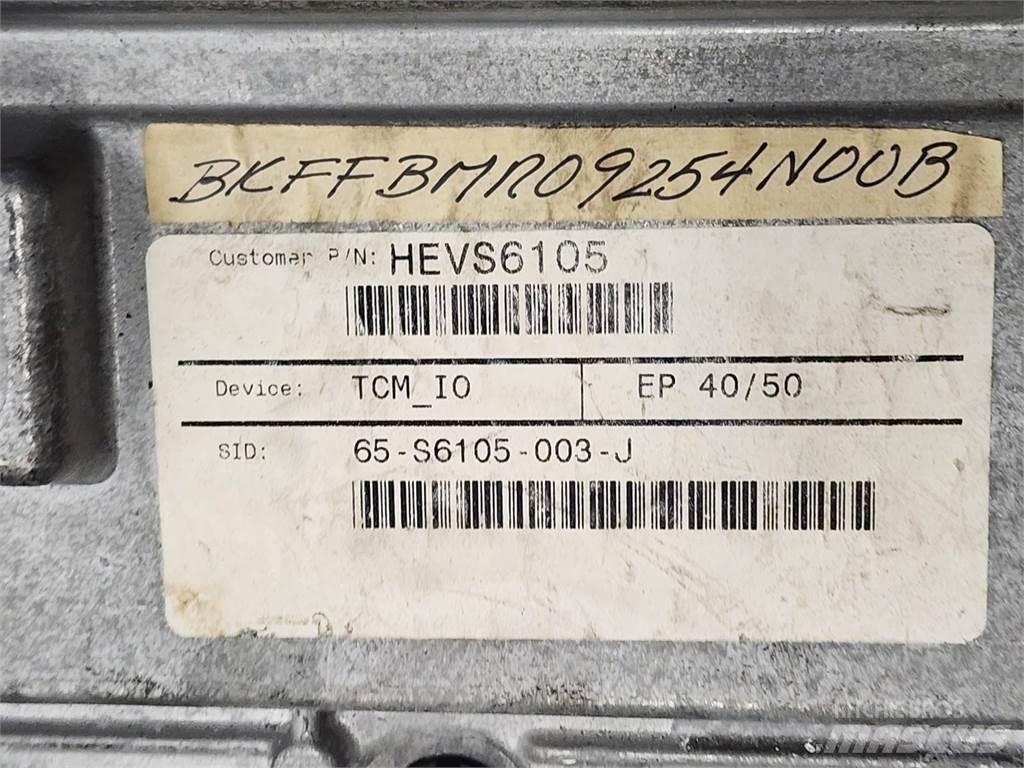 BKFFBMR09254N00B
Customer P/N: HEVS6105
Device: TCM_IO EP 40/50
SID: 65-S6105-003-J